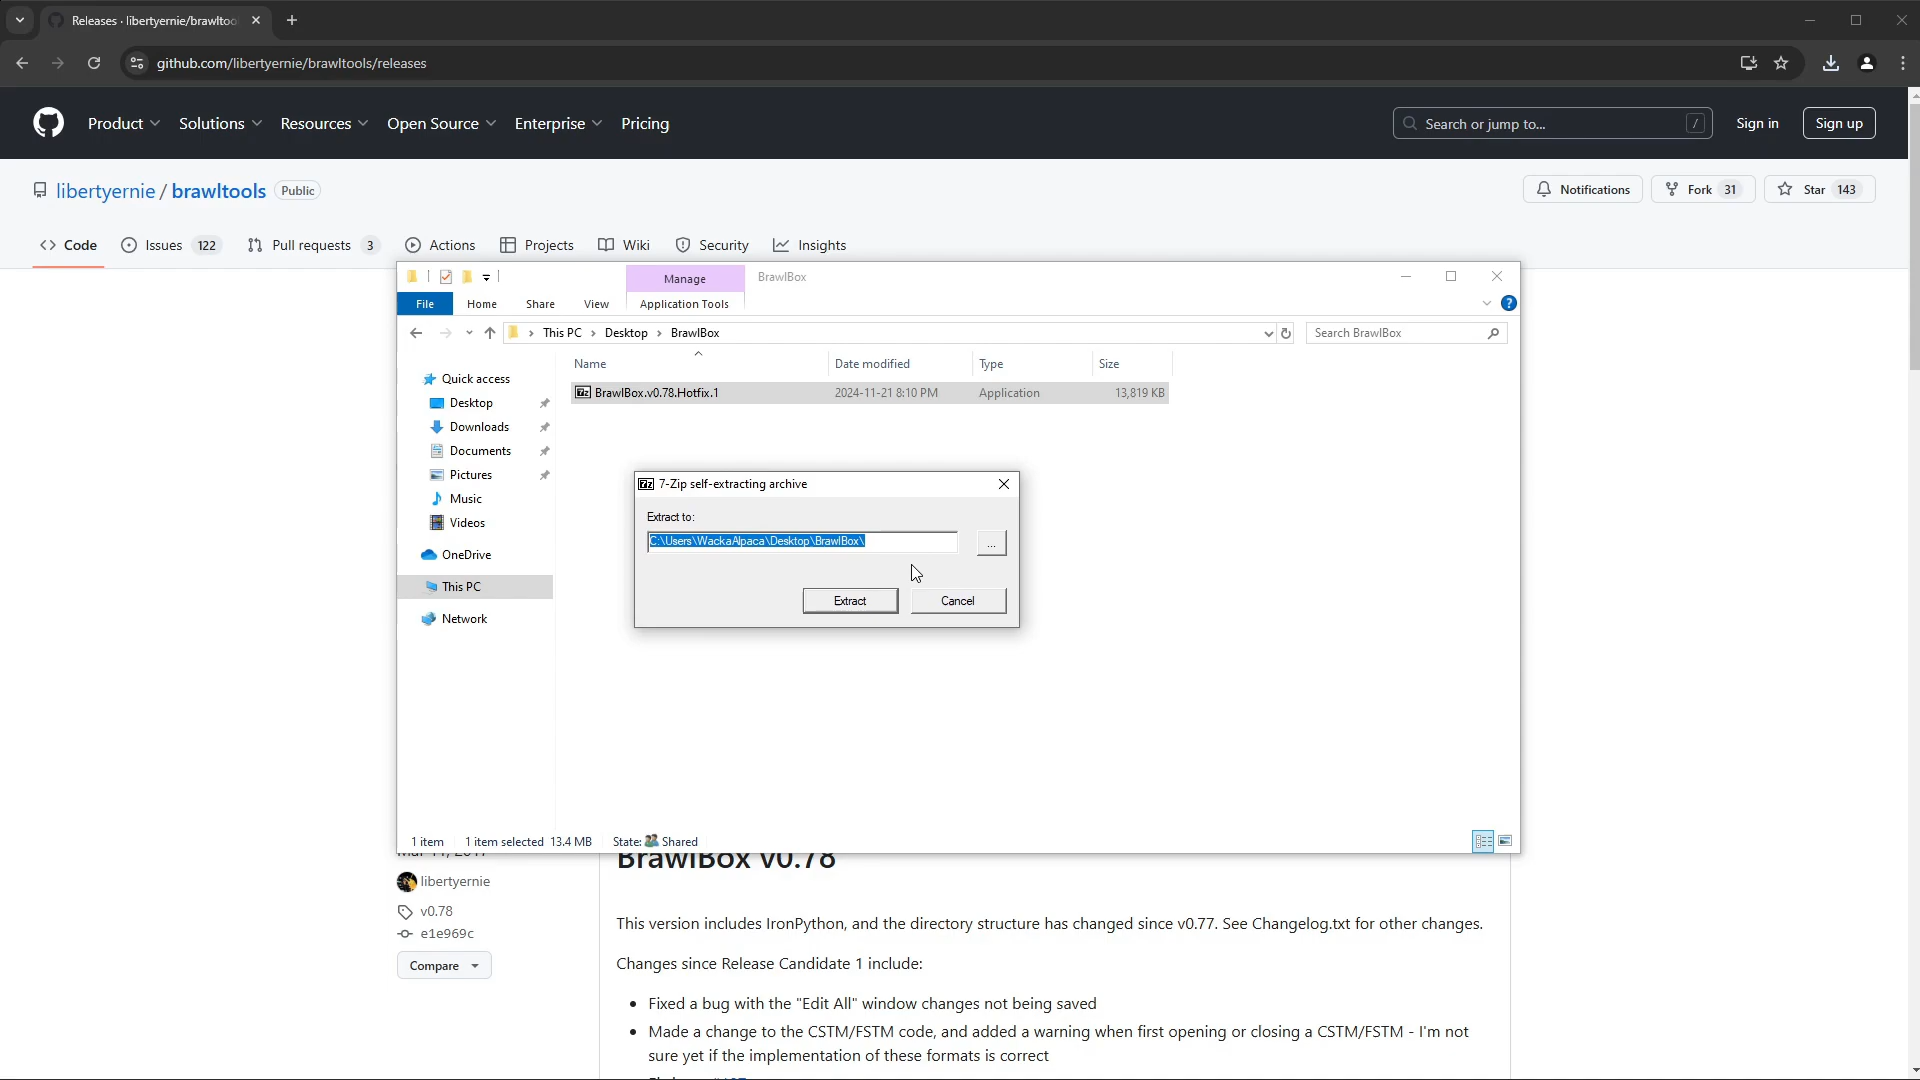 Releases · libertyernie/brawltoo
github.com/libertyernie/brawltools/releases
Product
Solutions
Resources
Open Source
Enterprise
Pricing
Search or jump to...
/
Sign in
Sign up
libertyernie / brawltools
Public
Notifications
Fork 31
Star 143
Code
Issues 122
Pull requests 3
Actions
Projects
Wiki
Security
Insights
Manage
BrawlBox
File
Home
Share
View
Application Tools
?
This PC > Desktop > BrawlBox
Search BrawlBox
Name
Date modified
Type
Size
BrawlBox.v0.78.Hotfix.1
2024-11-21 8:10 PM
Application
13,819 KB
Quick access
Desktop
Downloads
Documents
Pictures
Music
Videos
OneDrive
This PC
Network
7z 7-Zip self-extracting archive
Extract to:
C:\Users\WackaAlpaca\Desktop\BrawlBox\
...
Extract
Cancel
1 item
1 item selected 13.4 MB
State: Shared
BrawlBox v0.78
libertyernie
v0.78
e1e969c
Compare
This version includes IronPython, and the directory structure has changed since v0.77. See Changelog.txt for other changes.
Changes since Release Candidate 1 include:
• Fixed a bug with the "Edit All" window changes not being saved
• Made a change to the CSTM/FSTM code, and added a warning when first opening or closing a CSTM/FSTM - I'm not
sure yet if the implementation of these formats is correct